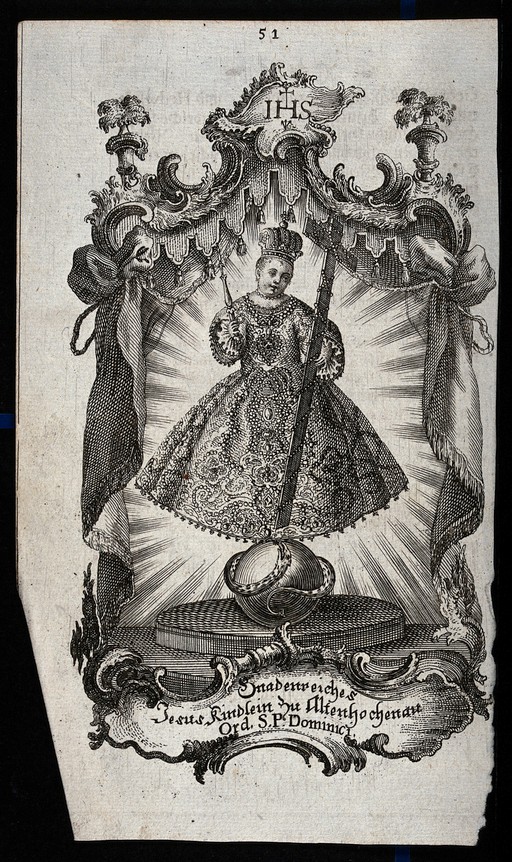 51
IHS
Gnadenreiches
Jesus Kindlein zu Altenhochenau
Ord. S. P. Dominici